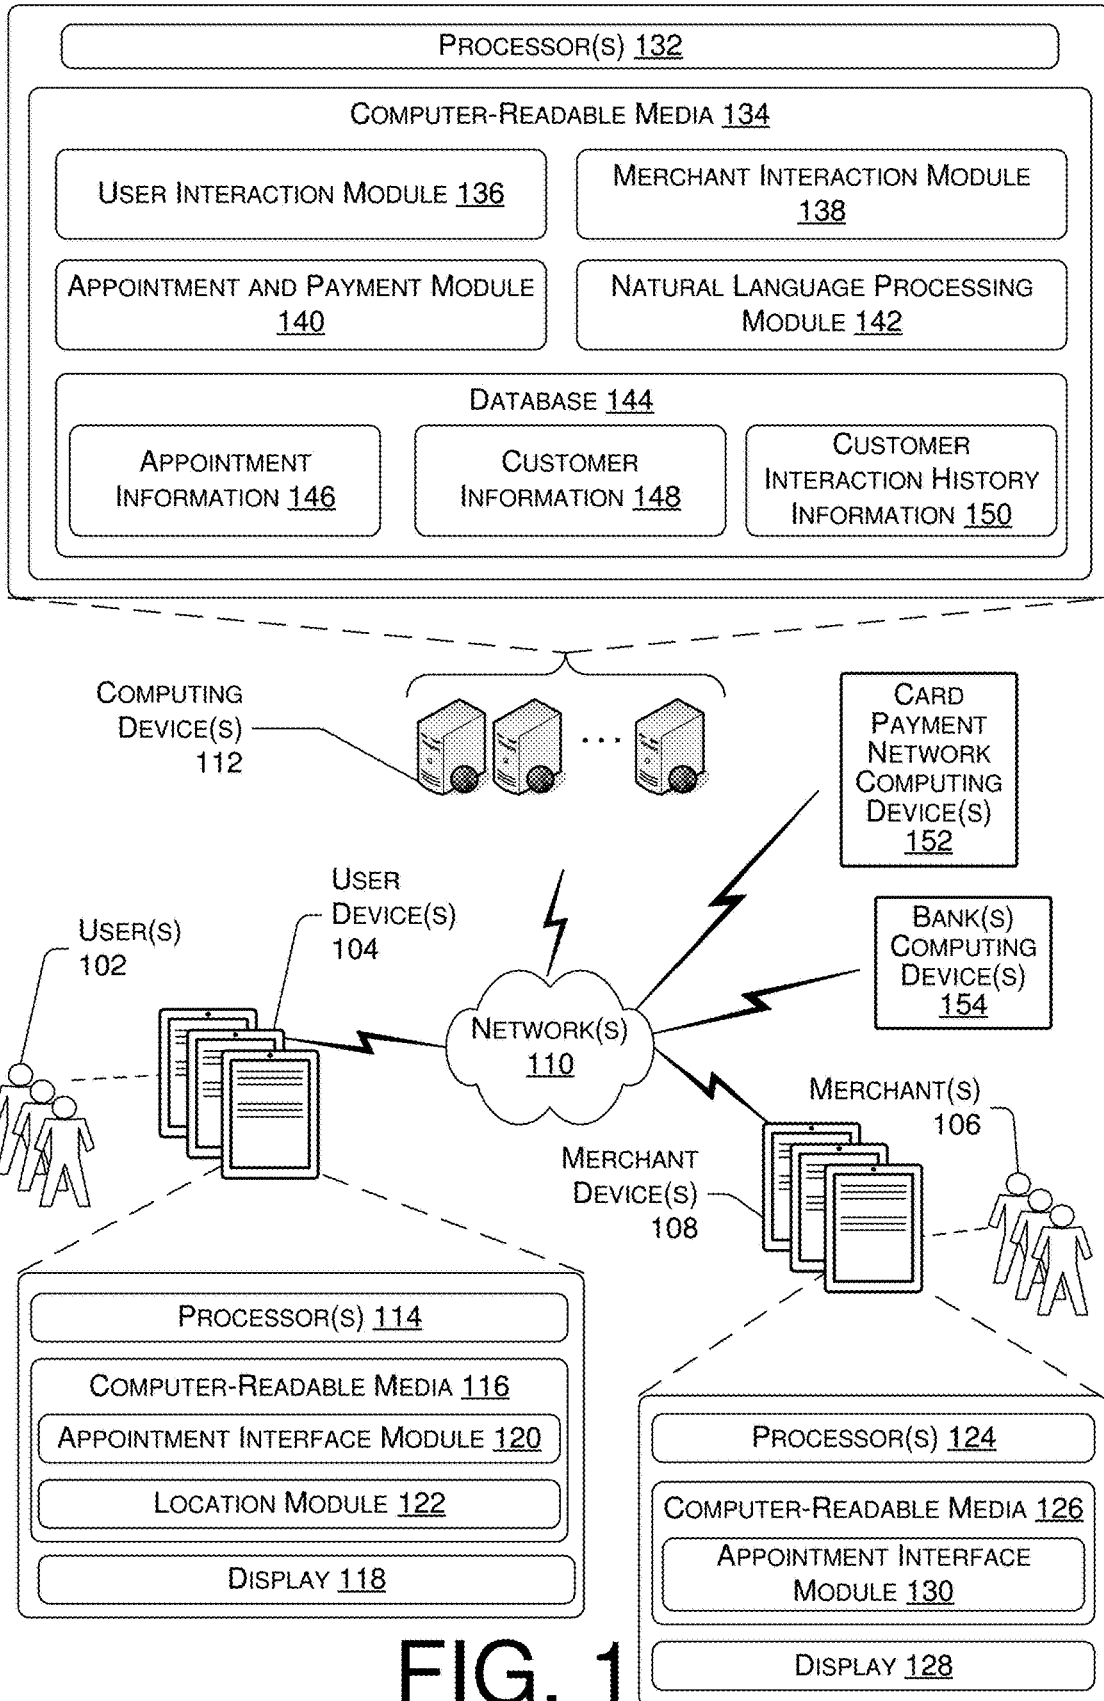 PROCESSOR(S) 132
COMPUTER-READABLE MEDIA 134
USER INTERACTION MODULE 136
MERCHANT INTERACTION MODULE
138
APPOINTMENT AND PAYMENT MODULE
140
NATURAL LANGUAGE PROCESSING
MODULE 142
DATABASE 144
APPOINTMENT
INFORMATION 146
CUSTOMER
INFORMATION 148
CUSTOMER
INTERACTION HISTORY
INFORMATION 150
COMPUTING
DEVICE(S)
112
CARD
PAYMENT
NETWORK
COMPUTING
DEVICE(S)
152
USER
DEVICE(S)
104
USER(S)
102
BANK(S)
COMPUTING
DEVICE(S)
154
NETWORK(S)
110
MERCHANT(S)
106
MERCHANT
DEVICE(S)
108
PROCESSOR(S) 114
COMPUTER-READABLE MEDIA 116
APPOINTMENT INTERFACE MODULE 120
LOCATION MODULE 122
DISPLAY 118
PROCESSOR(S) 124
COMPUTER-READABLE MEDIA 126
APPOINTMENT INTERFACE
MODULE 130
DISPLAY 128
FIG. 1